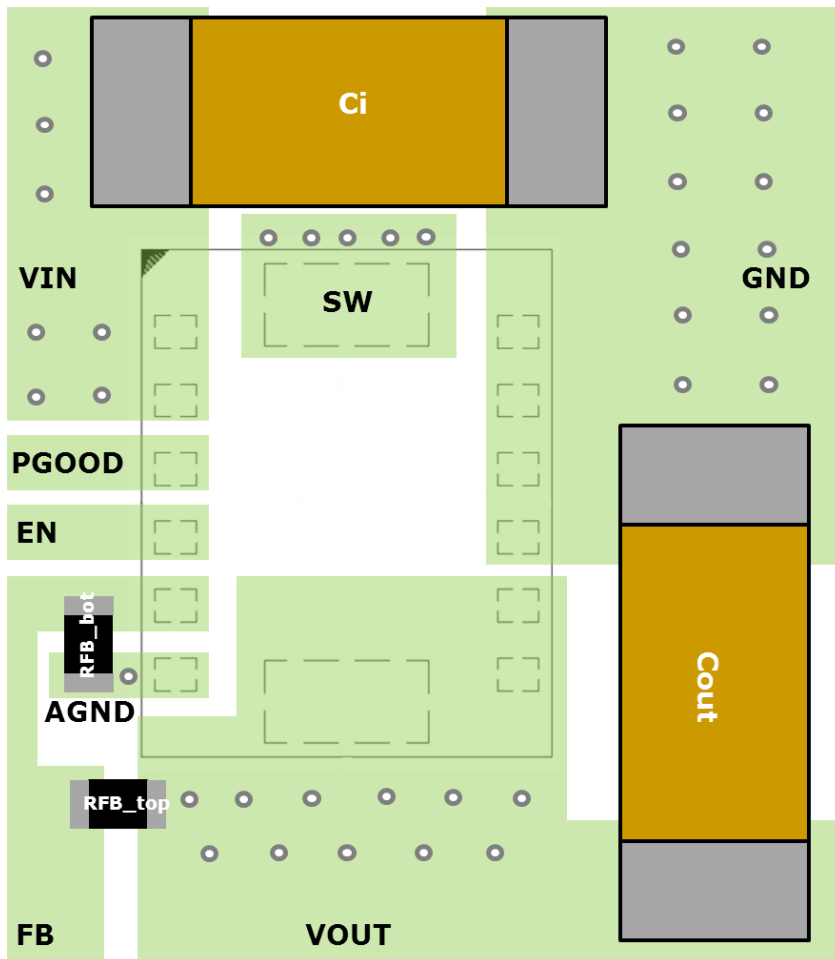 Ci
VIN
SW
GND
PGOOD
EN
RFB_bot
AGND
Cout
RFB_top
FB
VOUT